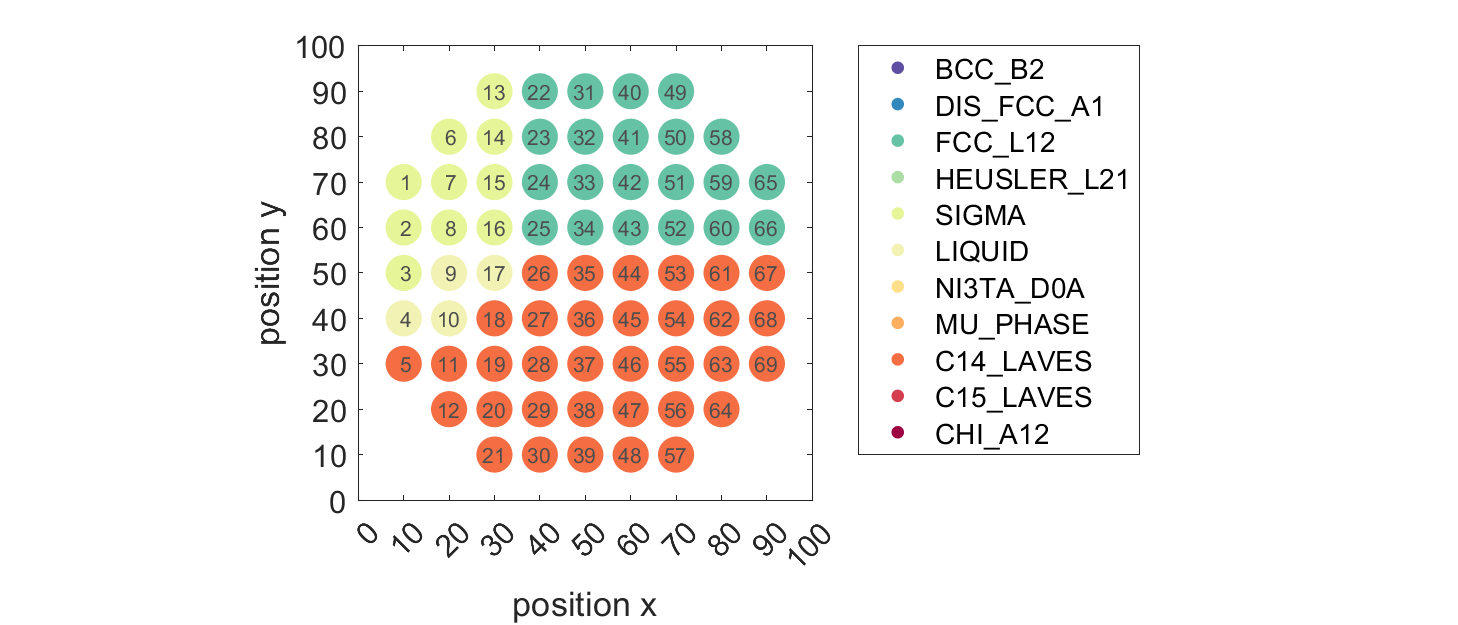 100
90 13 22 31 40 49
80 6 14 23 32 41 50 58
70 1 7 15 24 33 42 51 59 65
60 2 8 16 25 34 43 52 60 66
50 3 9 17 26 35 44 53 61 67
40 4 10 18 27 36 45 54 62 68
30 5 11 19 28 37 46 55 63 69
20 12 20 29 38 47 56 64
10 21 30 39 48 57
0
0 10 20 30 40 50 60 70 80 90 100
position x
position y
BCC_B2
DIS_FCC_A1
FCC_L12
HEUSLER_L21
SIGMA
LIQUID
NI3TA_D0A
MU_PHASE
C14_LAVES
C15_LAVES
CHI_A12